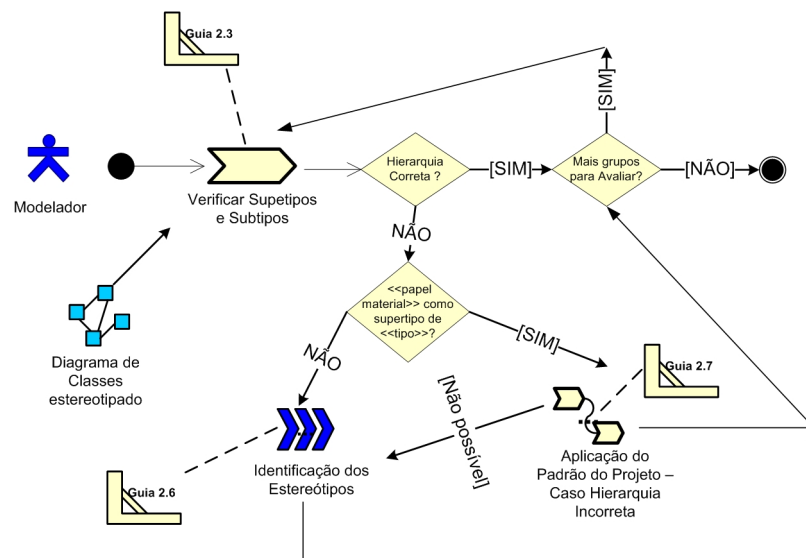 Guia 2.3
[SIM]
Modelador
Verificar Supetipos
e Subtipos
Hierarquia
Correta ?
[SIM]
Mais grupos
para Avaliar?
[NÃO]
NÃO
<<papel
material>> como
supertipo de
<<tipo>>?
[SIM]
NÃO
Diagrama de
Classes
estereotipado
Guia 2.7
[Não possível]
Aplicação do
Padrão do Projeto –
Caso Hierarquia
Incorreta
Identificação dos
Estereótipos
Guia 2.6